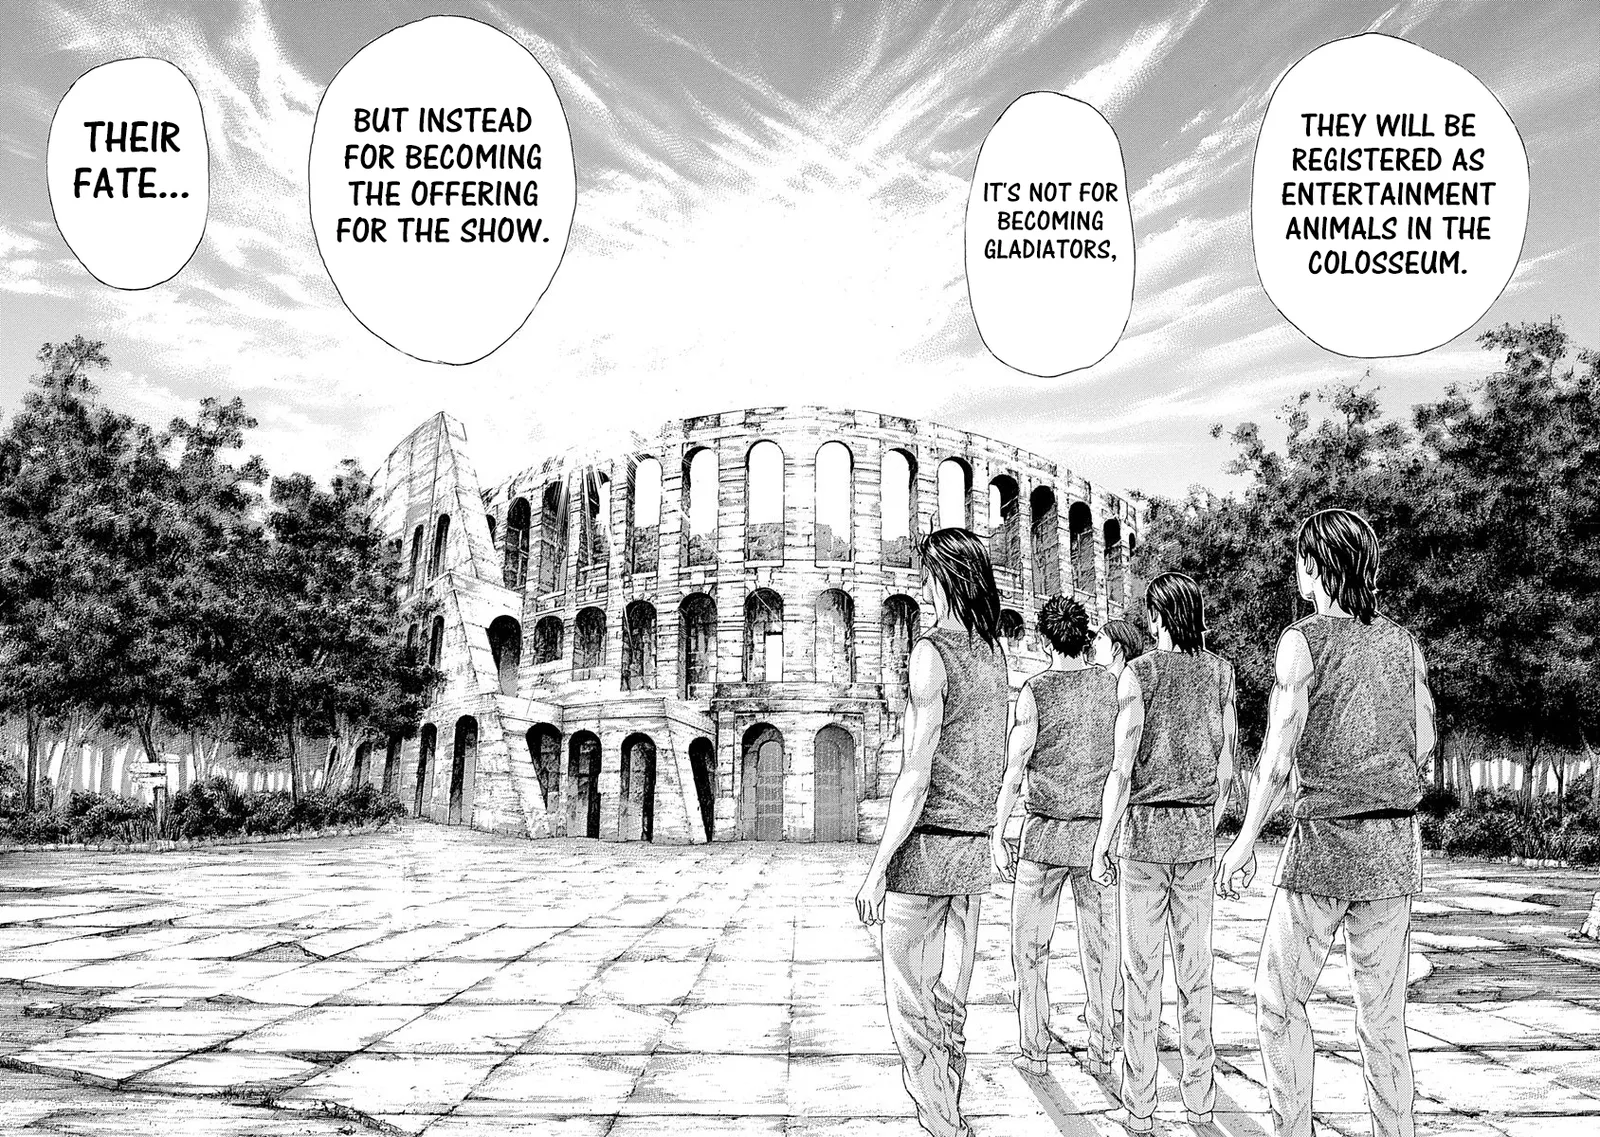 THEY WILL BE
REGISTERED AS
ENTERTAINMENT
ANIMALS IN THE
COLOSSEUM.
IT'S NOT FOR
BECOMING
GLADIATORS,
BUT INSTEAD
FOR BECOMING
THE OFFERING
FOR THE SHOW.
THEIR
FATE...